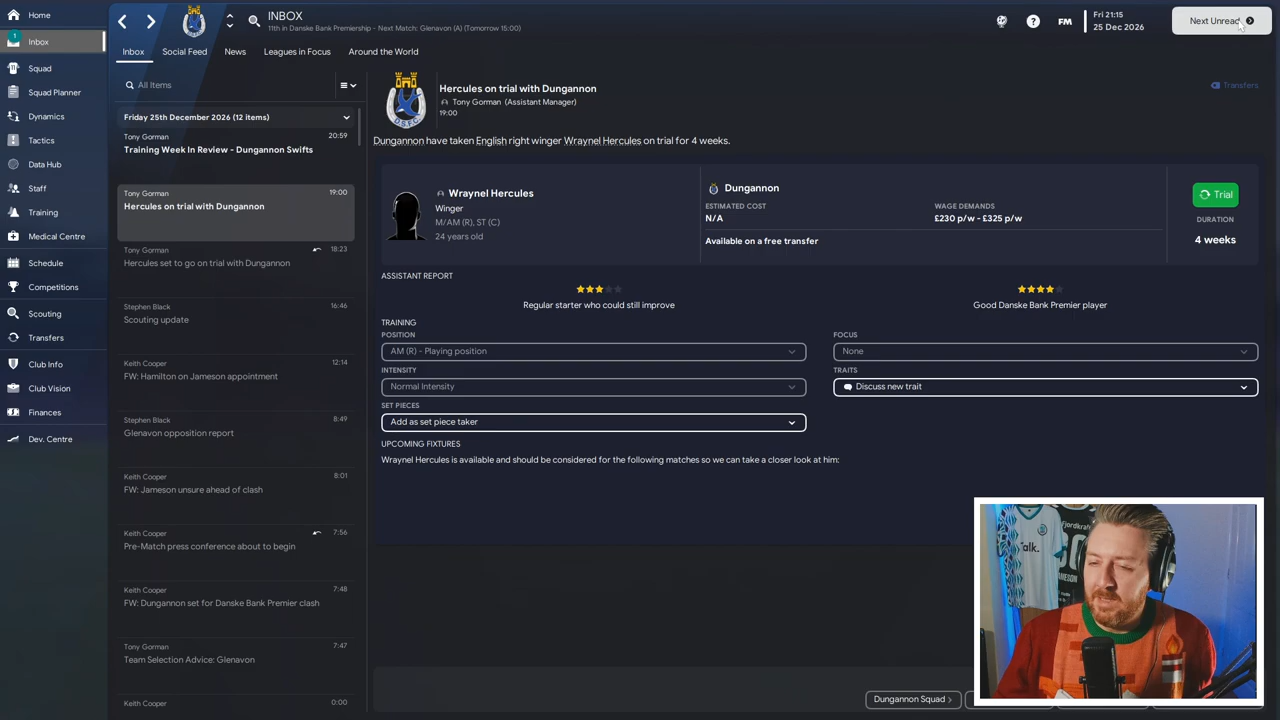 Home
Inbox
1
Squad
Squad Planner
Dynamics
Tactics
Data Hub
Staff
Training
Medical Centre
Schedule
Competitions
Scouting
Transfers
Club Info
Club Vision
Finances
Dev. Centre
INBOX
11th in Danske Bank Premiership - Next Match: Glenavon (A) (Tomorrow 15:00)
FM
Fri 21:15
25 Dec 2026
Next Unread
Inbox Social Feed News Leagues in Focus Around the World
All Items
Friday 25th December 2026 (12 items)
Tony Gorman 20:59
Training Week In Review - Dungannon Swifts
Tony Gorman 19:00
Hercules on trial with Dungannon
Tony Gorman 18:23
Hercules set to go on trial with Dungannon
Stephen Black 16:46
Scouting update
Keith Cooper 12:14
FW: Hamilton on Jameson appointment
Stephen Black 8:49
Glenavon opposition report
Keith Cooper 8:01
FW: Jameson unsure ahead of clash
Keith Cooper 7:56
Pre-Match press conference about to begin
Keith Cooper 7:48
FW: Dungannon set for Danske Bank Premier clash
Tony Gorman 7:47
Team Selection Advice: Glenavon
Keith Cooper 0:00
D.S.F.C.
Hercules on trial with Dungannon
Tony Gorman (Assistant Manager)
19:00
Transfers
Dungannon have taken English right winger Wraynel Hercules on trial for 4 weeks.
Wraynel Hercules
Winger
M/AM (R), ST (C)
24 years old
Dungannon
ESTIMATED COST WAGE DEMANDS
N/A £230 p/w - £325 p/w
Available on a free transfer
Trial
DURATION
4 weeks
ASSISTANT REPORT
Regular starter who could still improve Good Danske Bank Premier player
TRAINING
POSITION FOCUS
AM (R) - Playing position None
INTENSITY TRAITS
Normal Intensity Discuss new trait
SET PIECES
Add as set piece taker
UPCOMING FIXTURES
Wraynel Hercules is available and should be considered for the following matches so we can take a closer look at him:
Talk.
fjordkraft
JAMESON
Dungannon Squad